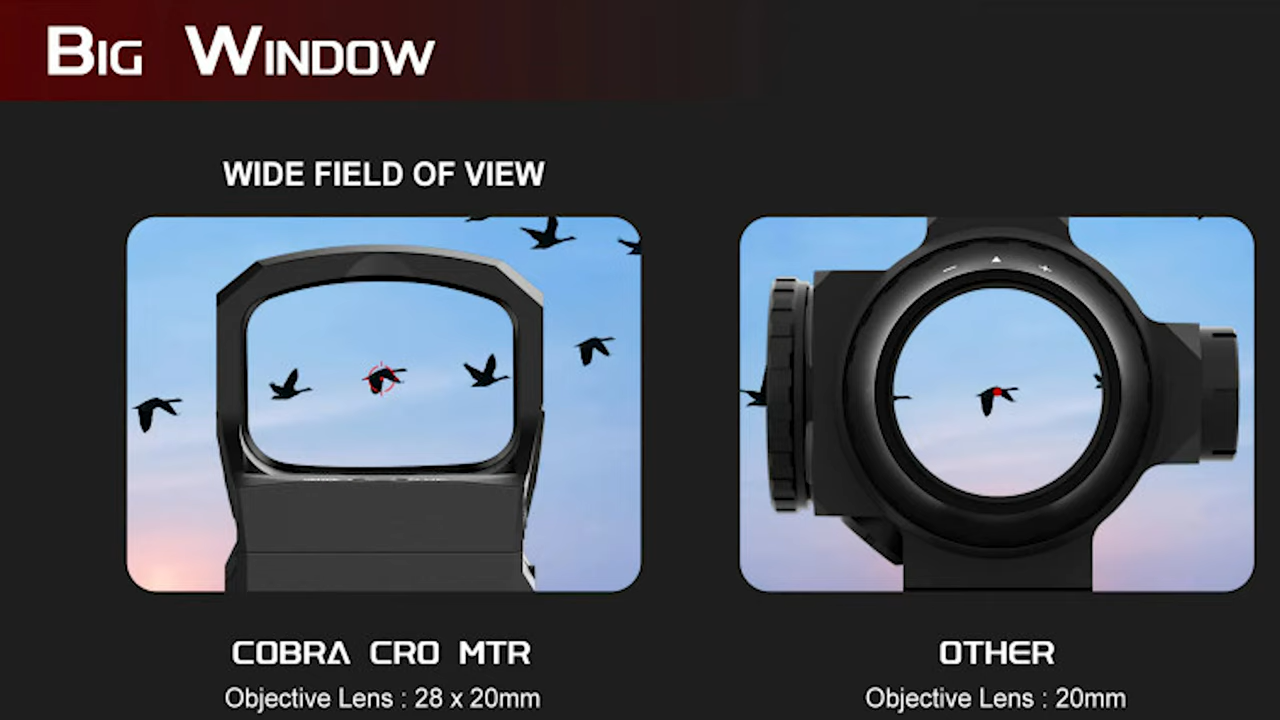 Big Window
WIDE FIELD OF VIEW
COBRA CRO MTR
Objective Lens : 28 x 20mm
OTHER
Objective Lens : 20mm